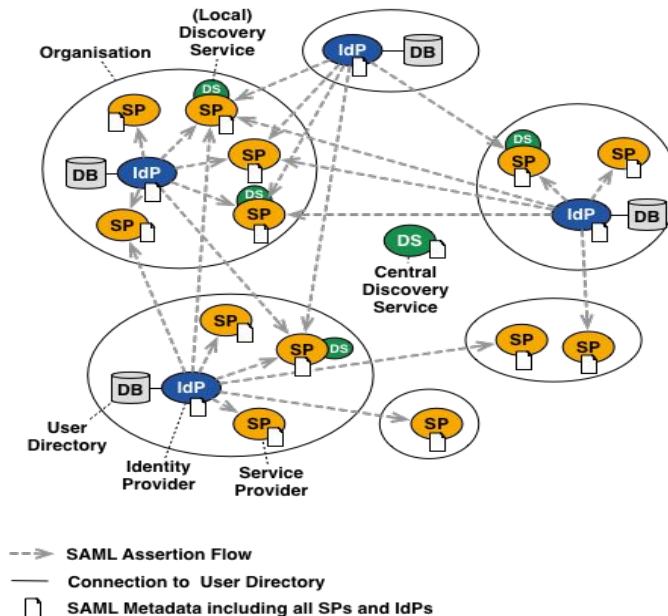 (Local)
Discovery
Service
Organisation
IdP
DB
DS
SP
SP
DS
SP
SP
SP
DB
IdP
DS
SP
SP
IdP
DB
DS
Central
Discovery
Service
SP
SP
DS
SP
SP
DB
IdP
SP
SP
User
Directory
Identity
Provider
Service
Provider
SAML Assertion Flow
Connection to User Directory
SAML Metadata including all SPs and IdPs